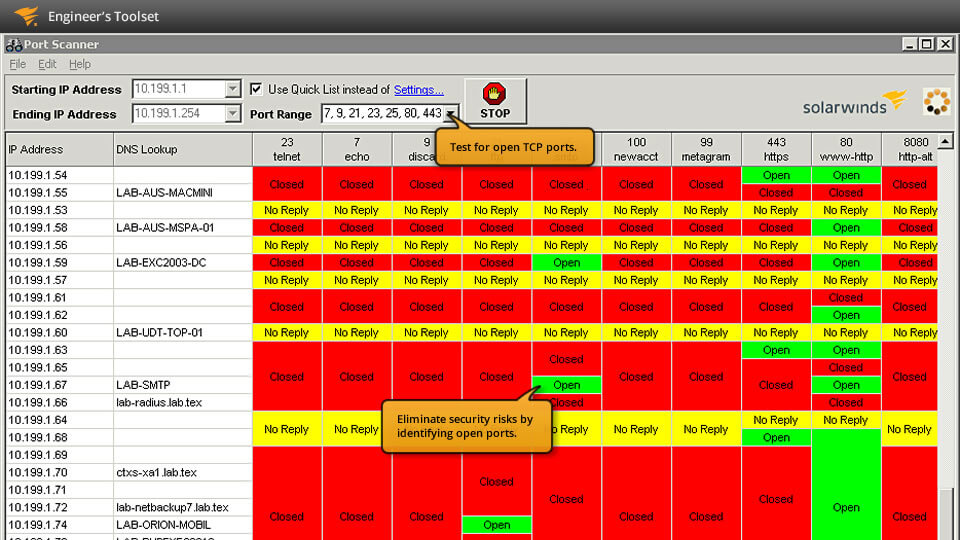 Engineer's Toolset
Port Scanner
File Edit Help
Starting IP Address 10.199.1.1 Use Quick List instead of Settings...
Ending IP Address 10.199.1.254 Port Range 7, 9, 21, 23, 25, 80, 443
STOP
solarwinds
Test for open TCP ports.
IP Address DNS Lookup 23 7 9 100 99 443 80 8080
telnet echo discard newacct metagram https www-http http-alt
10.199.1.54 Open Open
Closed Closed Closed Closed Closed Closed Closed Closed
10.199.1.55 LAB-AUS-MACMINI Closed Closed
10.199.1.53 No Reply No Reply No Reply No Reply No Reply No Reply No Reply No Reply No Reply No Reply
10.199.1.58 LAB-AUS-MSPA-01 Closed Closed Closed Closed Closed Closed Closed Closed Open Closed
10.199.1.56 No Reply No Reply No Reply No Reply No Reply No Reply No Reply No Reply No Reply No Reply
10.199.1.59 LAB-EXC2003-DC Closed Closed Closed Closed Open Closed Closed Closed Open Closed
10.199.1.57 No Reply No Reply No Reply No Reply No Reply No Reply No Reply No Reply No Reply No Reply
10.199.1.61 Closed
Closed Closed Closed Closed Closed Closed Closed Closed Closed
10.199.1.62 Open
10.199.1.60 LAB-UDT-TOP-01 No Reply No Reply No Reply No Reply No Reply No Reply No Reply No Reply No Reply No Reply
10.199.1.63 Open Open
Closed
10.199.1.65 Closed
Closed Closed Closed Closed Closed Closed Closed Closed
10.199.1.67 LAB-SMTP Open Open
10.199.1.66 lab-radius.lab.tex Closed Closed
Eliminate security risks by
identifying open ports.
10.199.1.64 No Reply No Reply
No Reply No Reply No Reply No Reply No Reply No Reply
10.199.1.68 Open
10.199.1.69
10.199.1.70 ctxs-xa1.lab.tex
Closed
10.199.1.71
Closed Closed
10.199.1.72 lab-netbackup7.lab.tex Open
Closed Closed Closed Closed Closed Closed
10.199.1.74 LAB-ORION-MOBIL Open